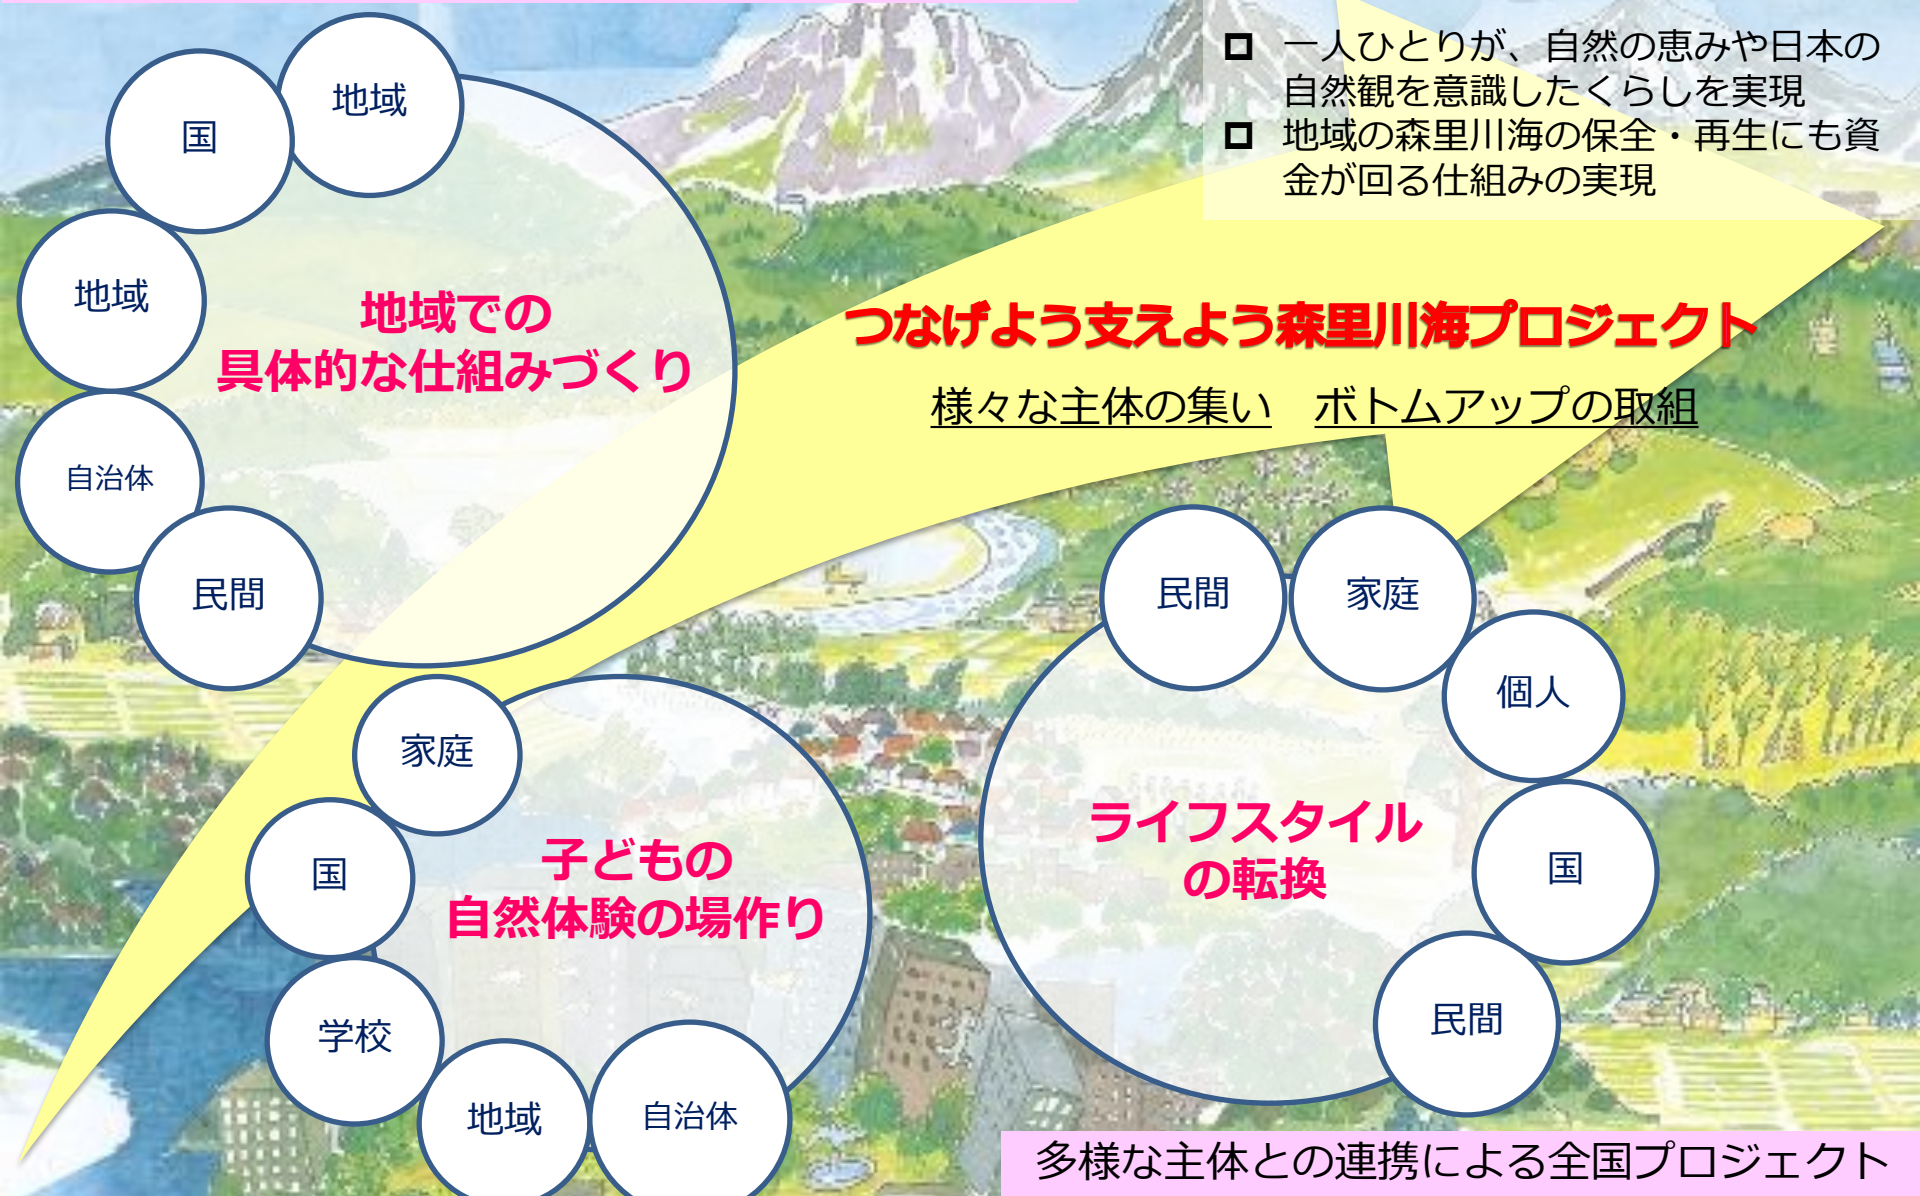 一人ひとりが、自然の恵みや日本の
自然観を意識したくらしを実現
地域の森里川海の保全・再生にも資
金が回る仕組みの実現
地域
国
地域
自治体
民間
地域での
具体的な仕組みづくり
つなげよう支えよう森里川海プロジェクト
様々な主体の集い　ボトムアップの取組
民間
家庭
個人
国
民間
ライフスタイル
の転換
家庭
国
学校
地域
自治体
子どもの
自然体験の場作り
多様な主体との連携による全国プロジェクト